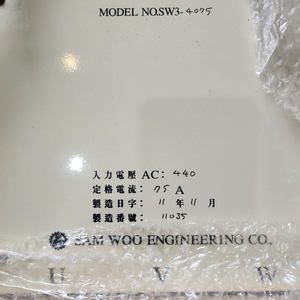 MODEL NO.SW3-4075
入力電壓 AC: 440
定格電流: 75 A
製造日字: 11 年 11 月
製造番號: 11035
SAM WOO ENGINEERING CO.,
U V W